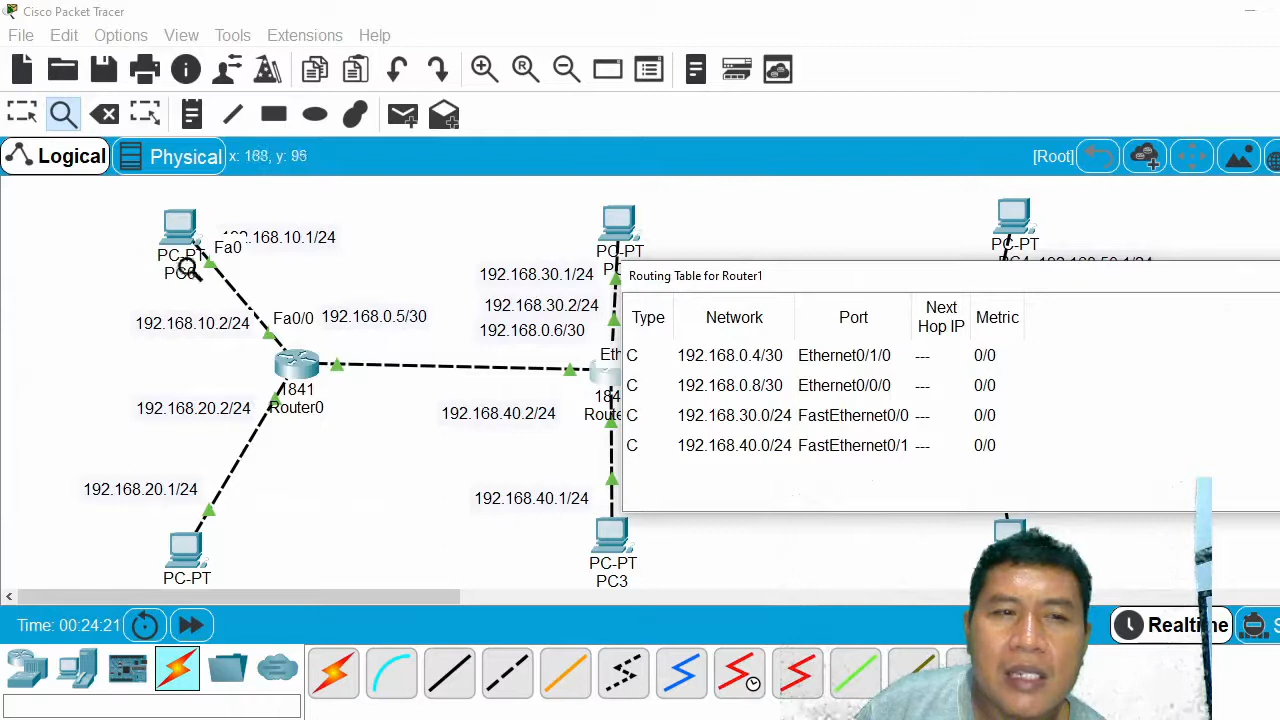 Cisco Packet Tracer
File Edit Options View Tools Extensions Help
Logical Physical x: 168, y: 96 [Root]
192.168.10.1/24
Fa0
PC-PT
PC-PT
PC-PT
192.168.30.1/24
Routing Table for Router1
Type Network Port Next Hop IP Metric
192.168.30.2/24
Fa0/0 192.168.0.5/30
192.168.10.2/24
192.168.0.6/30
Eth
C 192.168.0.4/30 Ethernet0/1/0 --- 0/0
C 192.168.0.8/30 Ethernet0/0/0 --- 0/0
C 192.168.30.0/24 FastEthernet0/0 --- 0/0
C 192.168.40.0/24 FastEthernet0/1 --- 0/0
1841
Router0
192.168.20.2/24
192.168.40.2/24
184
Route
192.168.20.1/24
192.168.40.1/24
PC-PT
PC-PT
PC3
Time: 00:24:21 Realtime S